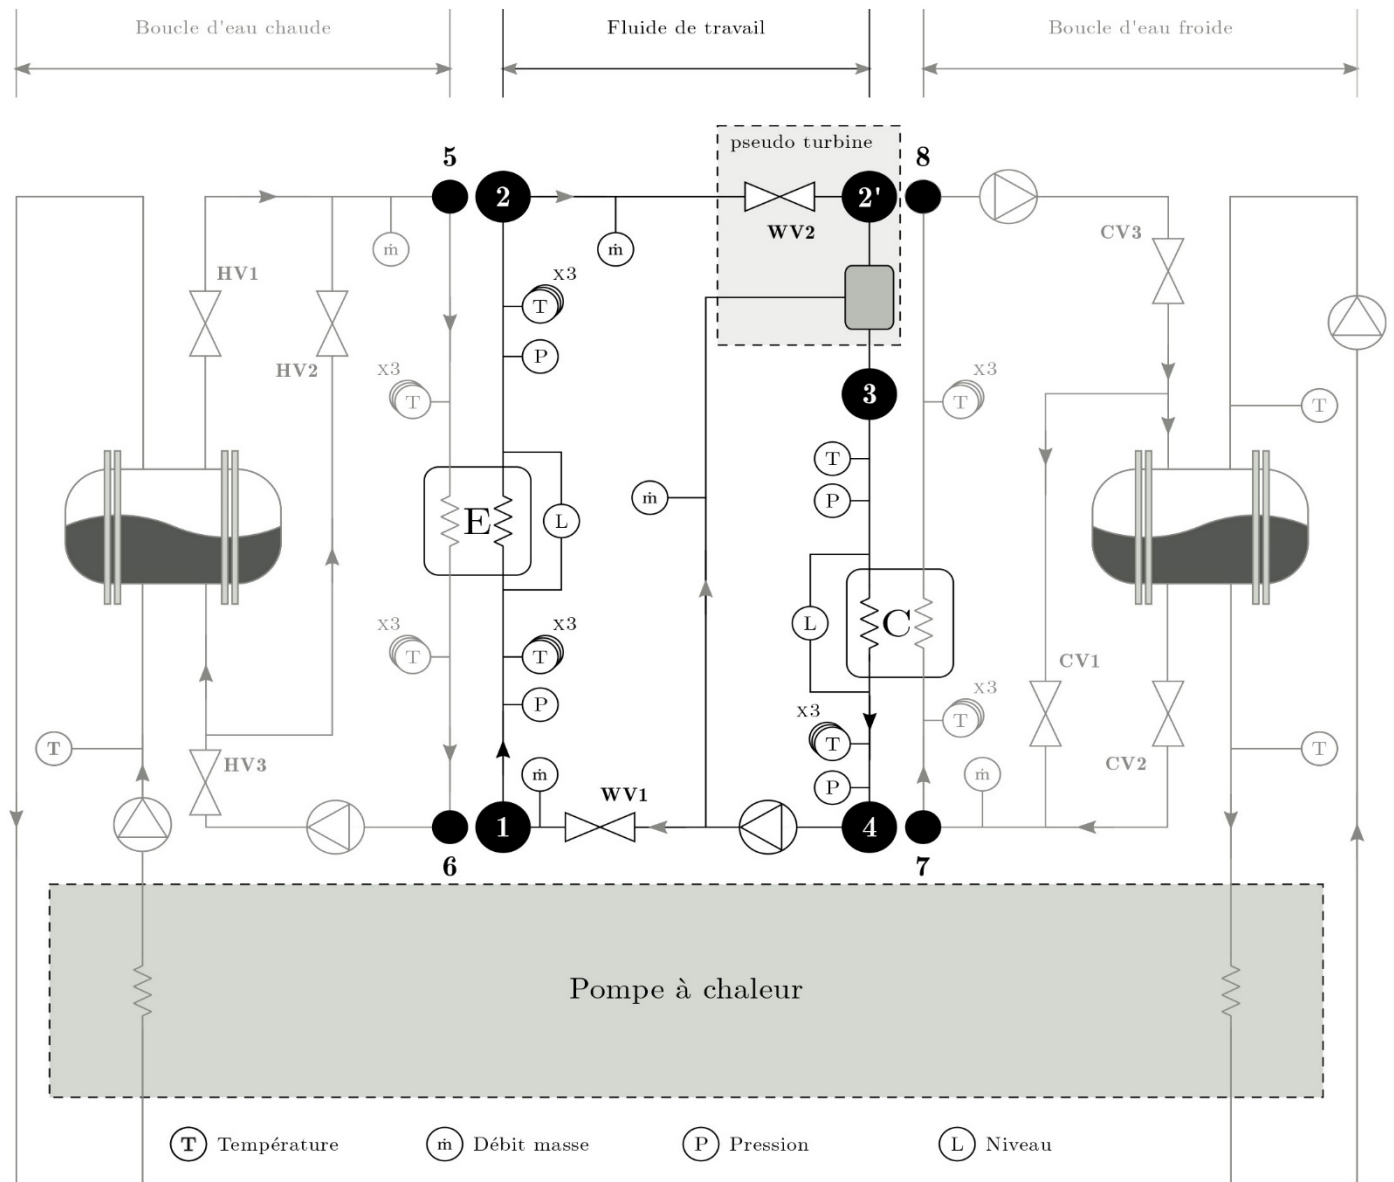 Boucle d'eau chaude
Fluide de travail
Boucle d'eau froide
pseudo turbine
5
2
2'
8
WV2
ṁ
ṁ
CV3
HV1
x3
T
P
HV2
x3
T
3
x3
T
T
T
P
ṁ
E
L
L
C
x3
T
x3
T
P
CV1
x3
T
x3
T
T
T
HV3
ṁ
WV1
P
ṁ
CV2
1
4
6
7
Pompe à chaleur
T Température
ṁ Débit masse
P Pression
L Niveau